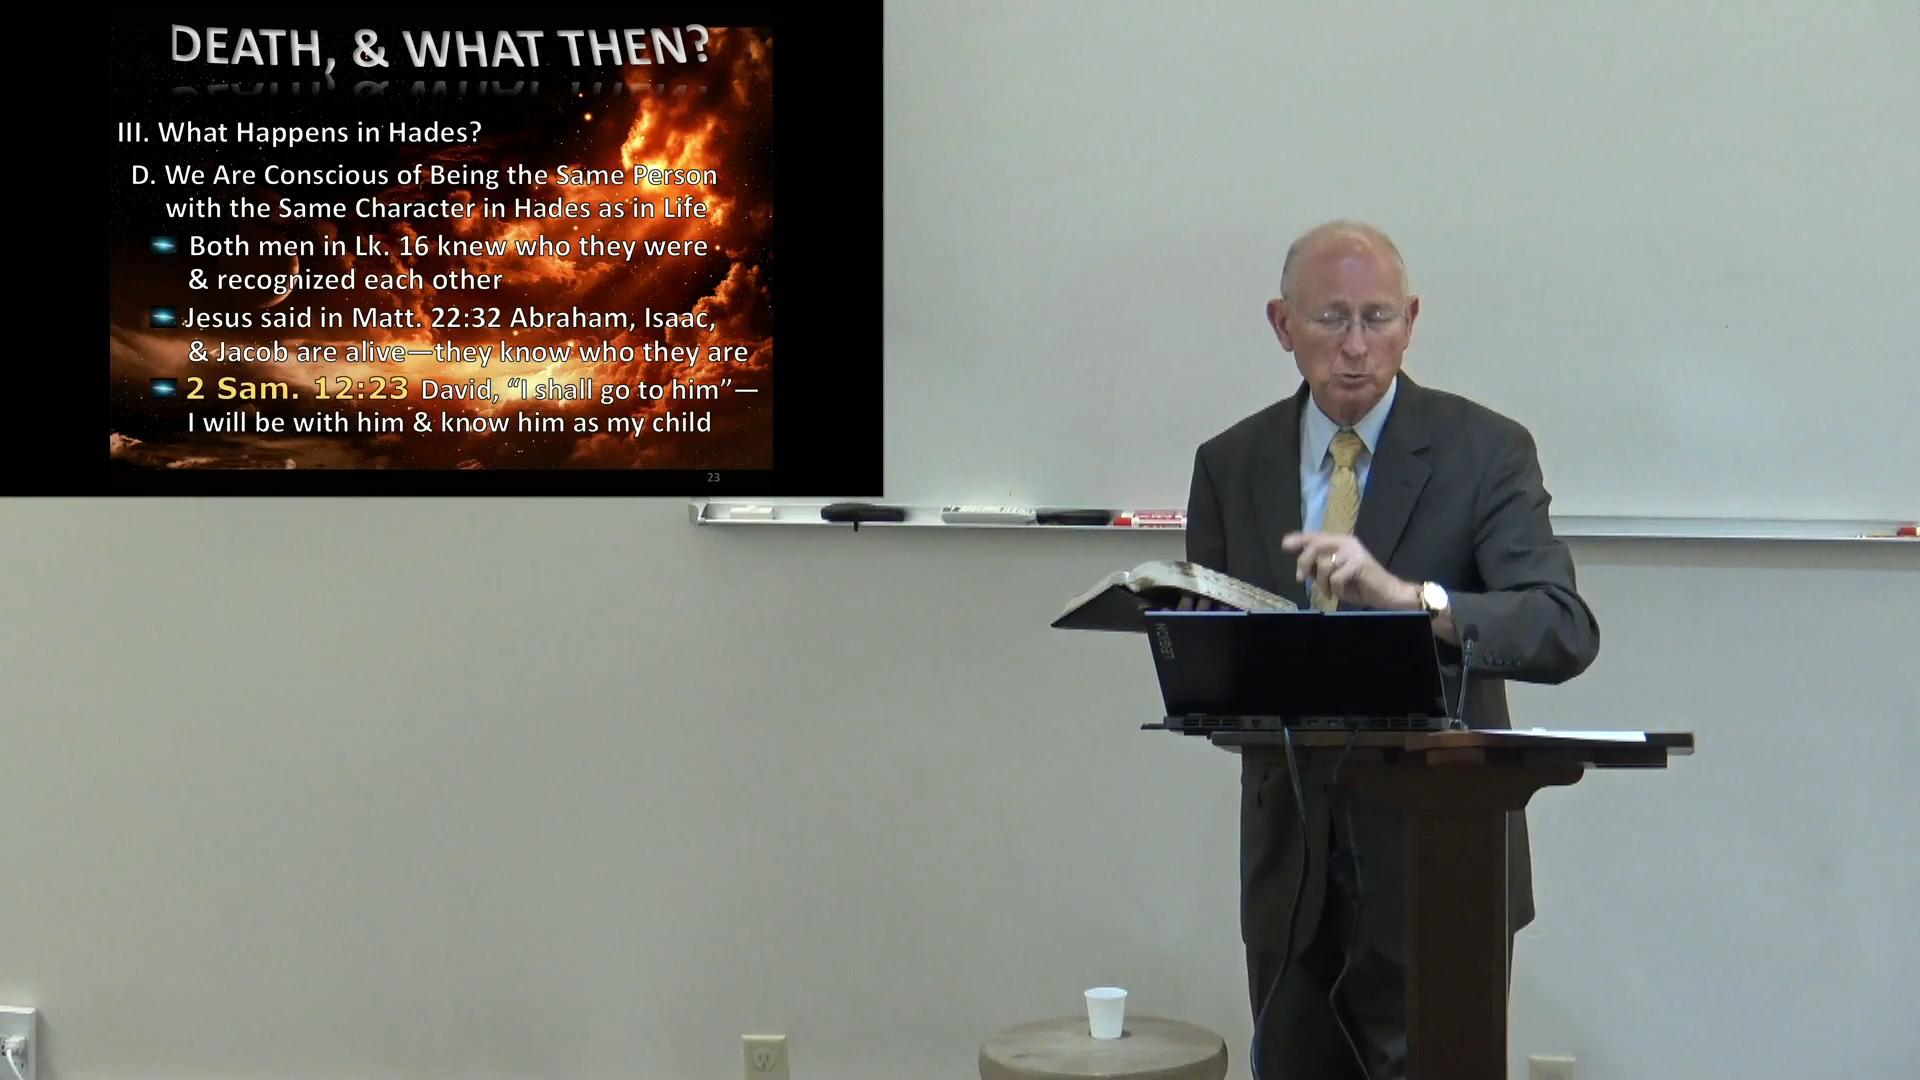 DEATH, & WHAT THEN?
III. What Happens in Hades?
D. We Are Conscious of Being the Same Person
with the Same Character in Hades as in Life
Both men in Lk. 16 knew who they were
& recognized each other
Jesus said in Matt. 22:32 Abraham, Isaac,
& Jacob are alive—they know who they are
2 Sam. 12:23 David, “I shall go to him”—
I will be with him & know him as my child
23
LEGION